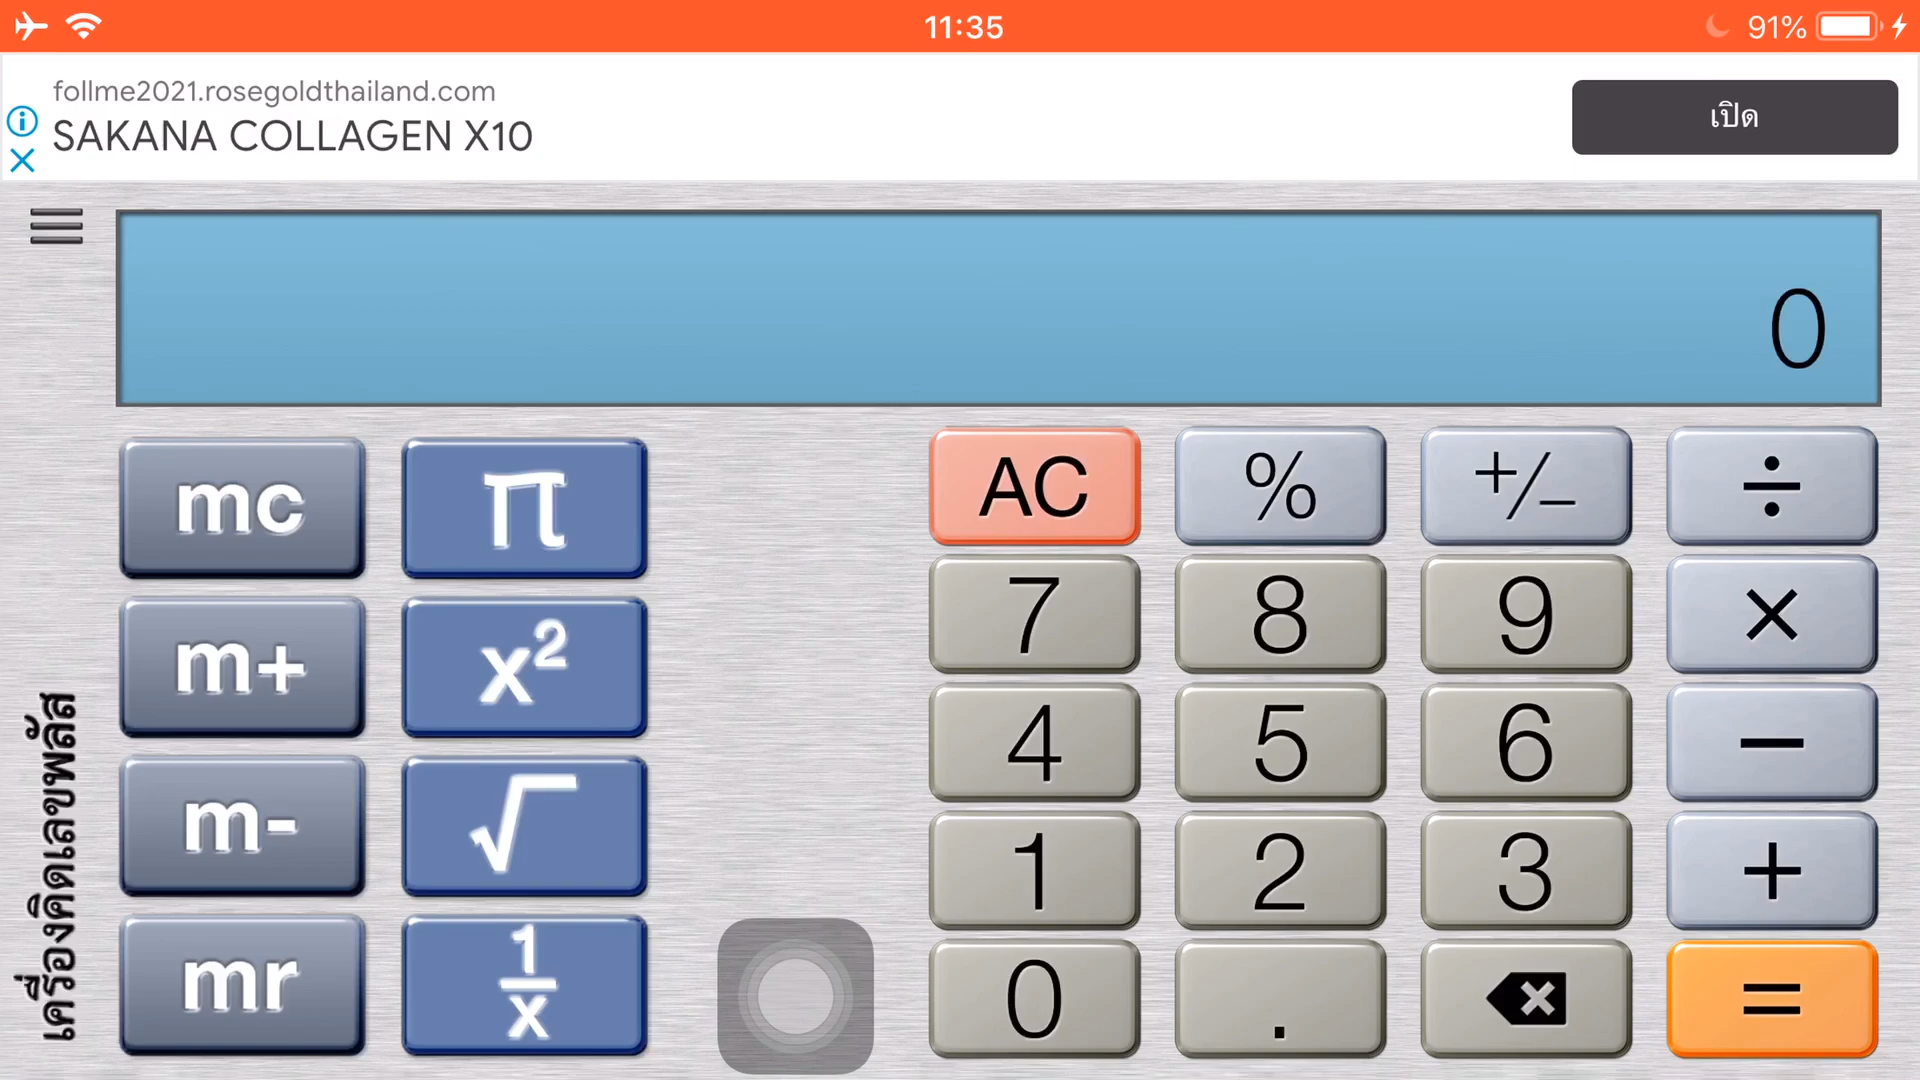 11:35
91%
follme2021.rosegoldthailand.com
SAKANA COLLAGEN X10
เปิด
0
mc
π
AC
%
+/−
÷
7
8
9
×
m+
x²
4
5
6
−
m-
√
1
2
3
+
mr
1/x
0
.
=
เครื่องคิดเลขพลัส